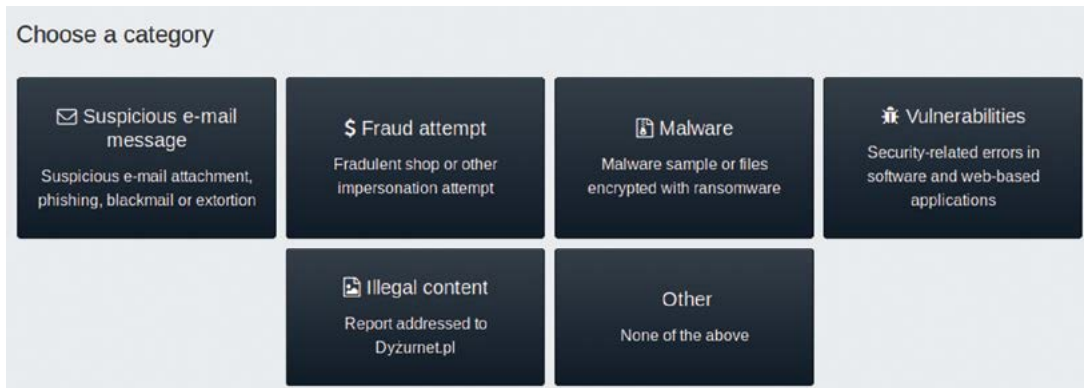 Choose a category
Suspicious e-mail
message
Suspicious e-mail attachment,
phishing, blackmail or extortion
$ Fraud attempt
Fradulent shop or other
impersonation attempt
Malware
Malware sample or files
encrypted with ransomware
Vulnerabilities
Security-related errors in
software and web-based
applications
Illegal content
Report addressed to
Dyżurnet.pl
Other
None of the above